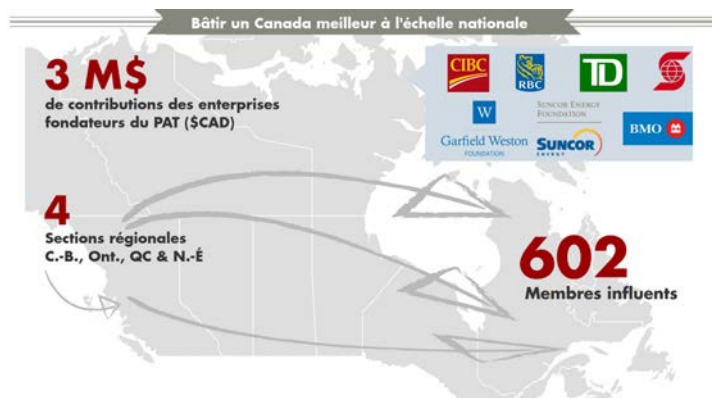 Bâtir un Canada meilleur à l'échelle nationale
3 M$
de contributions des enterprises
fondateurs du PAT ($CAD)
CIBC
RBC
TD
W
Garfield Weston
FOUNDATION
SUNCOR ENERGY
FOUNDATION
SUNCOR
ENERGY
BMO
4
Sections régionales
C.-B., Ont., QC & N.-É
602
Membres influents